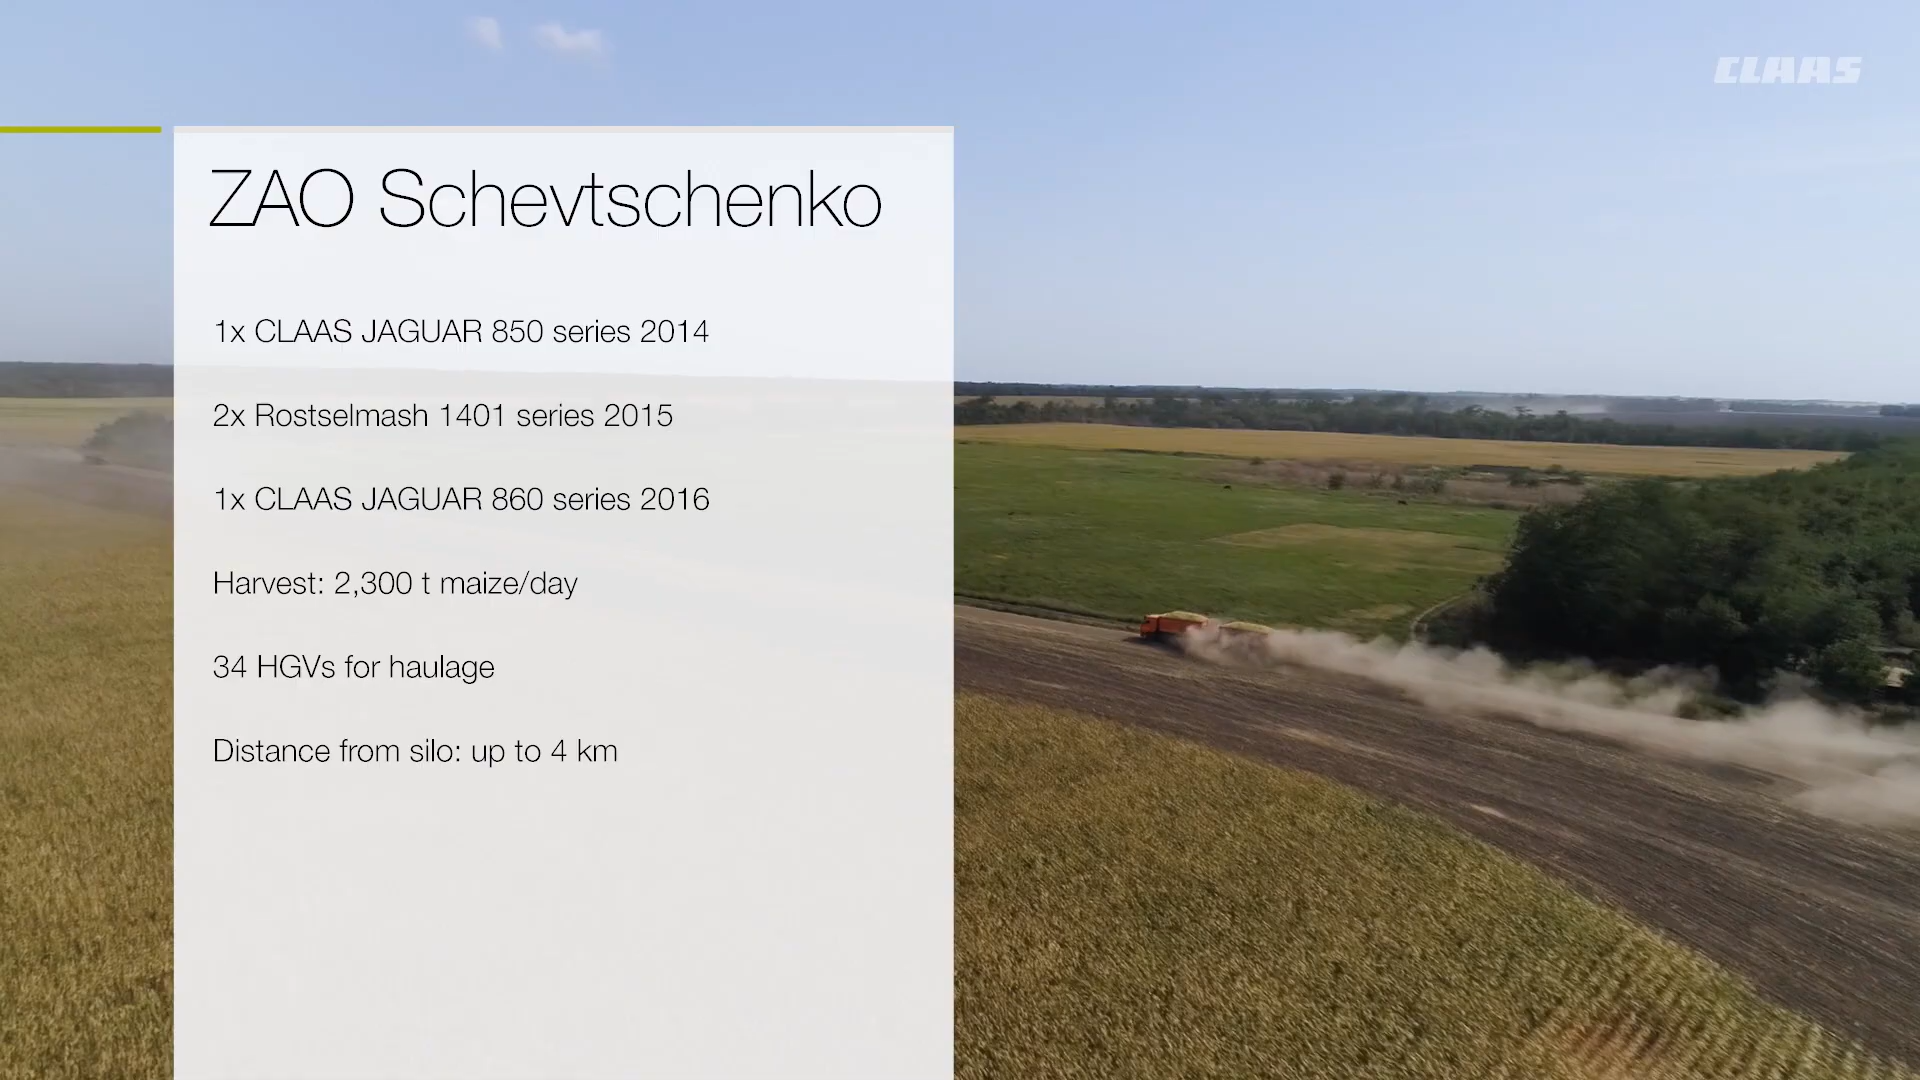 CLAAS
ZAO Schevtschenko
1x CLAAS JAGUAR 850 series 2014
2x Rostselmash 1401 series 2015
1x CLAAS JAGUAR 860 series 2016
Harvest: 2,300 t maize/day
34 HGVs for haulage
Distance from silo: up to 4 km